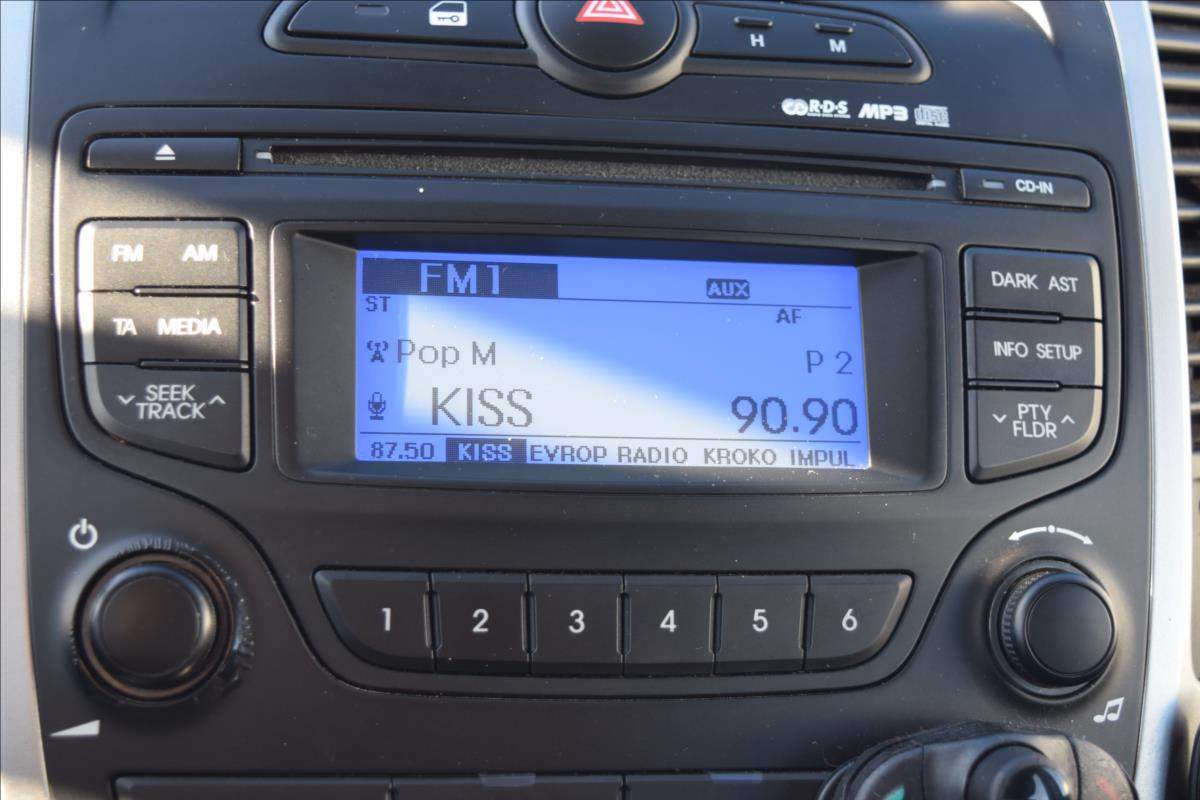 H M
R·D·S MP3 disc
CD-IN
FM AM
TA MEDIA
SEEK
TRACK
FM1 AUX
ST AF
Pop M P 2
KISS 90.90
87.50 KISS EVROP RADIO KROKO IMPUL
DARK AST
INFO SETUP
PTY
FLDR
1 2 3 4 5 6